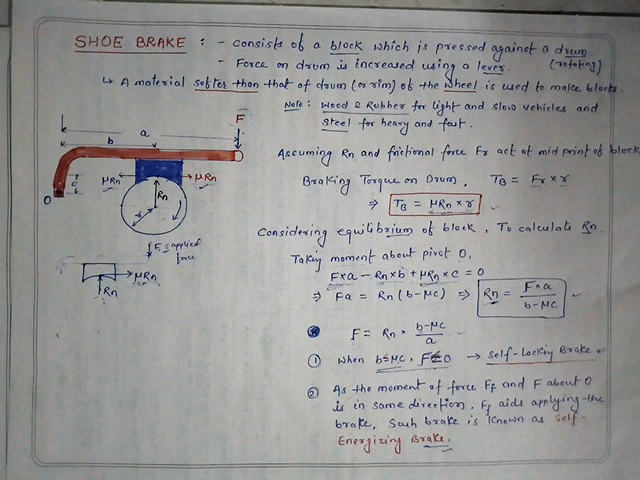 SHOE BRAKE : - Consists of a block which is pressed against a drum.
(rotating)
- Force on drum is increased using a lever.
↳ A material softer than that of drum (or rim) of the wheel is used to make blocks.
Note: Wood & Rubber for light and slow vehicles and
Steel for heavy and fast.
F
a
b
c
O
μRn
μRn
Rn
r
Assuming Rn and frictional force Fr act at mid point of block
Braking Torque on Drum, TB = Fr × r
⇒ TB = μRn × r
Considering equilibrium of block, To calculate Rn.
Taking moment about pivot O,
F×a - Rn×b + μRn×c = 0
⇒ Fa = Rn (b-μc) ⇒ Rn = F×a / b-μc
F = Rn × b-μc / a
① When b≤μc, F≤0 → Self-Locking Brake.
② As the moment of force Ff and F about O
is in same direction, Ff aids applying the
brake, Such brake is known as Self-
Energizing Brake.
F = applied
force
μRn
Rn